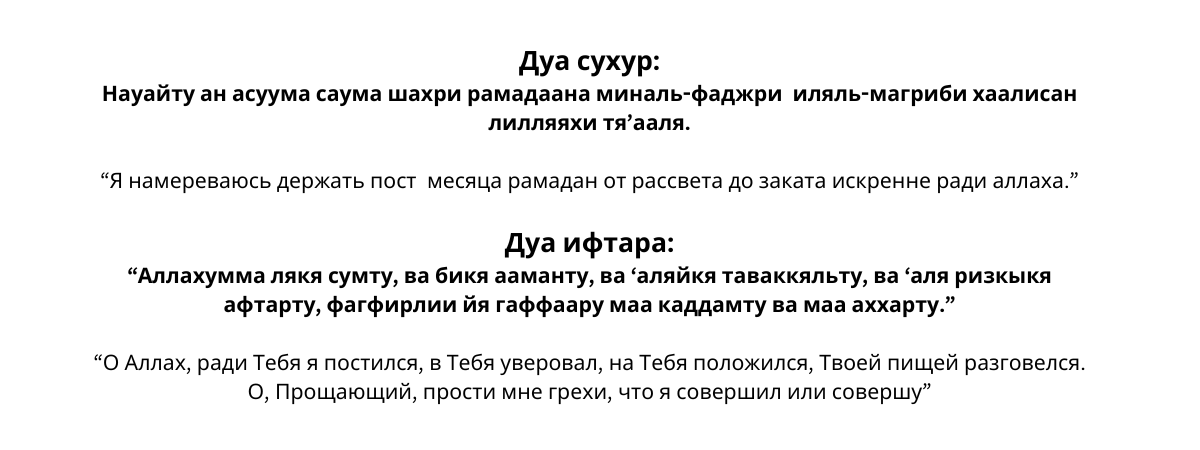 Дуа сухур:
Науайту ан асуума саума шахри рамадаана миналь-фаджри  иляль-магриби хаалисан
лилляяхи тя’ааля.
“Я намереваюсь держать пост  месяца рамадан от рассвета до заката искренне ради аллаха.”
Дуа ифтара:
“Аллахумма лякя сумту, ва бикя ааманту, ва ‘аляйкя таваккяльту, ва ‘аля ризкыкя
афтарту, фагфирлии йя гаффаару маа каддамту ва маа аххарту.”
“О Аллах, ради Тебя я постился, в Тебя уверовал, на Тебя положился, Твоей пищей разговелся.
О, Прощающий, прости мне грехи, что я совершил или совершу”